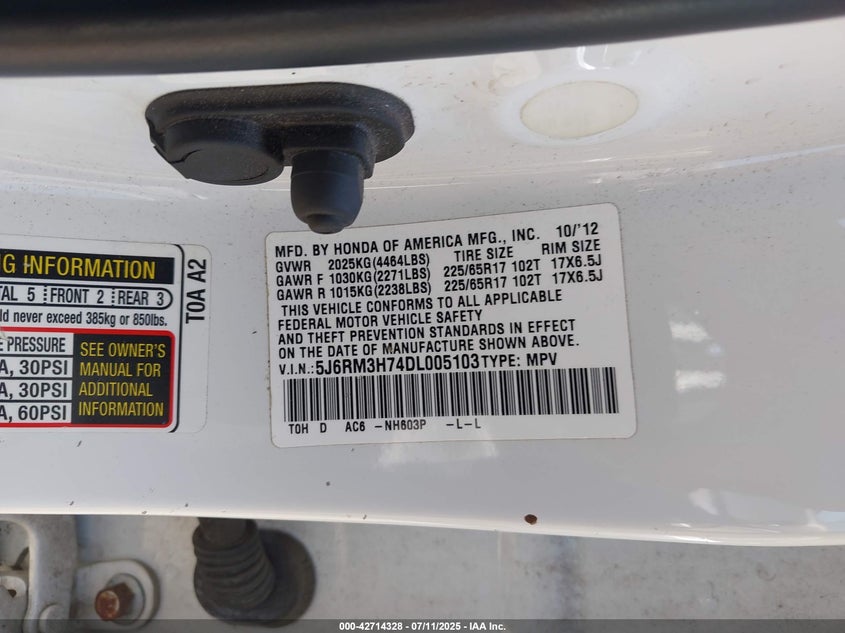 G INFORMATION
TAL 5 FRONT 2 REAR 3
ld never exceed 385kg or 850lbs.
E PRESSURE
A, 30PSI
A, 30PSI
A, 60PSI
SEE OWNER'S
MANUAL FOR
ADDITIONAL
INFORMATION
TOA A2
MFD. BY HONDA OF AMERICA MFG., INC. 10/'12
GVWR 2025KG(4464LBS) TIRE SIZE RIM SIZE
GAWR F 1030KG(2271LBS) 225/65R17 102T 17X6.5J
GAWR R 1015KG(2238LBS) 225/65R17 102T 17X6.5J
THIS VEHICLE CONFORMS TO ALL APPLICABLE
FEDERAL MOTOR VEHICLE SAFETY
AND THEFT PREVENTION STANDARDS IN EFFECT
ON THE DATE OF MANUFACTURE SHOWN ABOVE.
V.I.N.:5J6RM3H74DL005103 TYPE: MPV
TOH D AC6 -NH603P -L-L
000-42714328 - 07/11/2025 - IAA Inc.